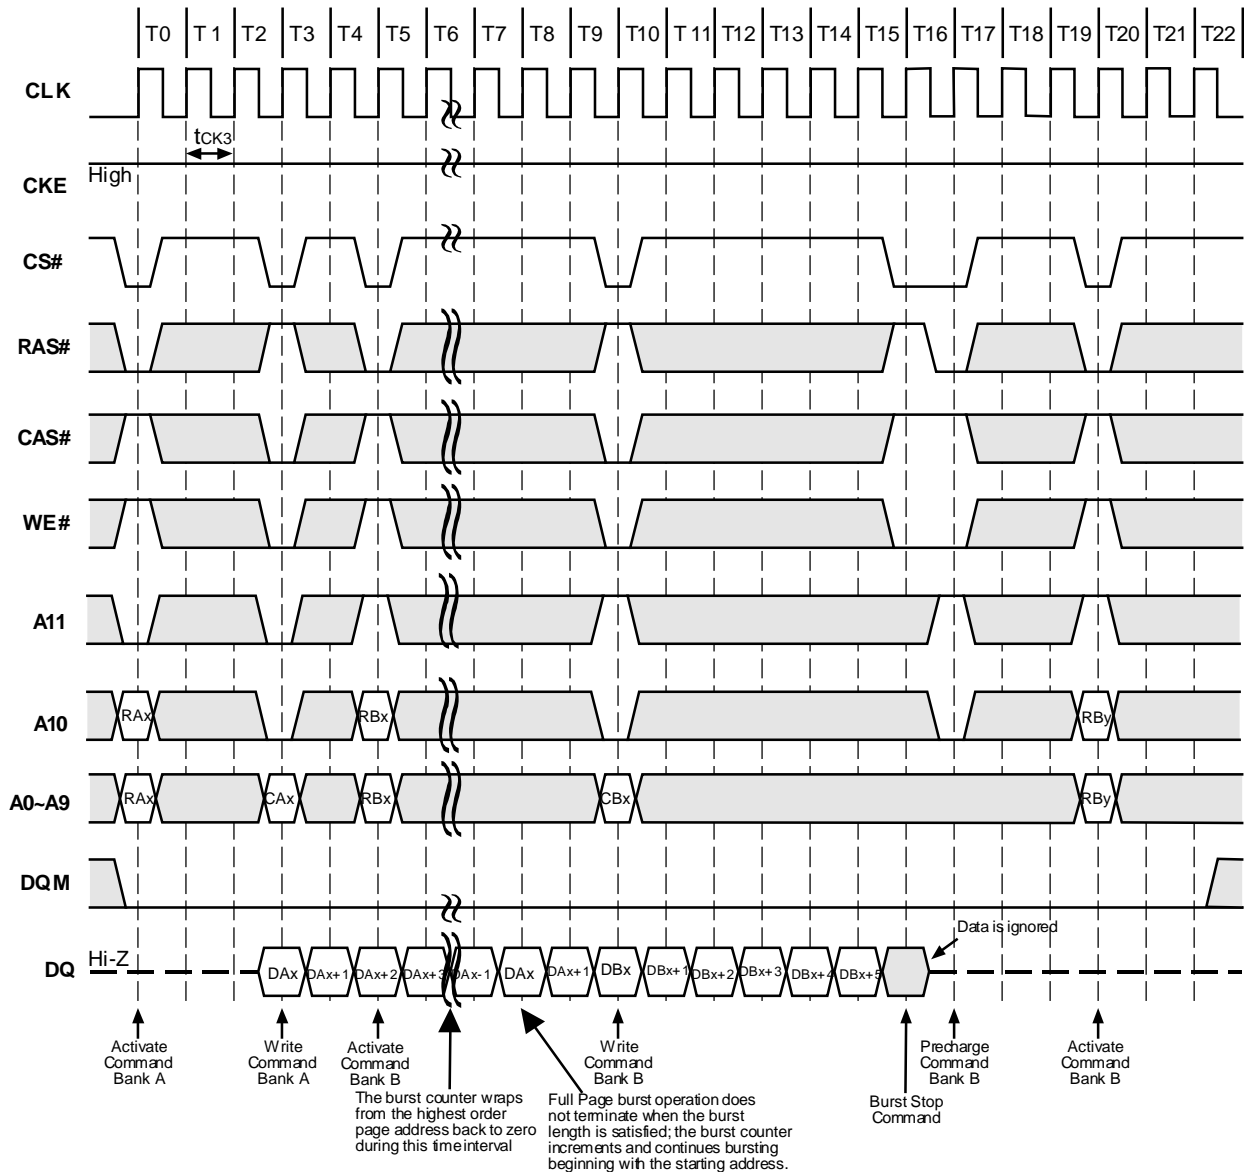 T0 T 1 T2 T3 T4 T5 T6 T7 T8 T9 T10 T 11 T12 T13 T14 T15 T16 T17 T18 T19 T20 T21 T22
CLK
tCK3
High
CKE
CS#
RAS#
CAS#
WE#
A11
A10 RAx RBx RBy
A0~A9 RAx CAx RBx CBx RBy
DQM
Data is ignored
Hi-Z
DQ DAx DAx+1 DAx+2 DAx+3 DAx-1 DAx DAx+1 DBx DBx+1 DBx+2 DBx+3 DBx+4 DBx+5
Activate
Command
Bank A
Write
Command
Bank A
Activate
Command
Bank B
The burst counter wraps
from the highest order
page address back to zero
during this time interval
Full Page burst operation does
not terminate when the burst
length is satisfied; the burst counter
increments and continues bursting
beginning with the starting address.
Write
Command
Bank B
Burst Stop
Command
Precharge
Command
Bank B
Activate
Command
Bank B